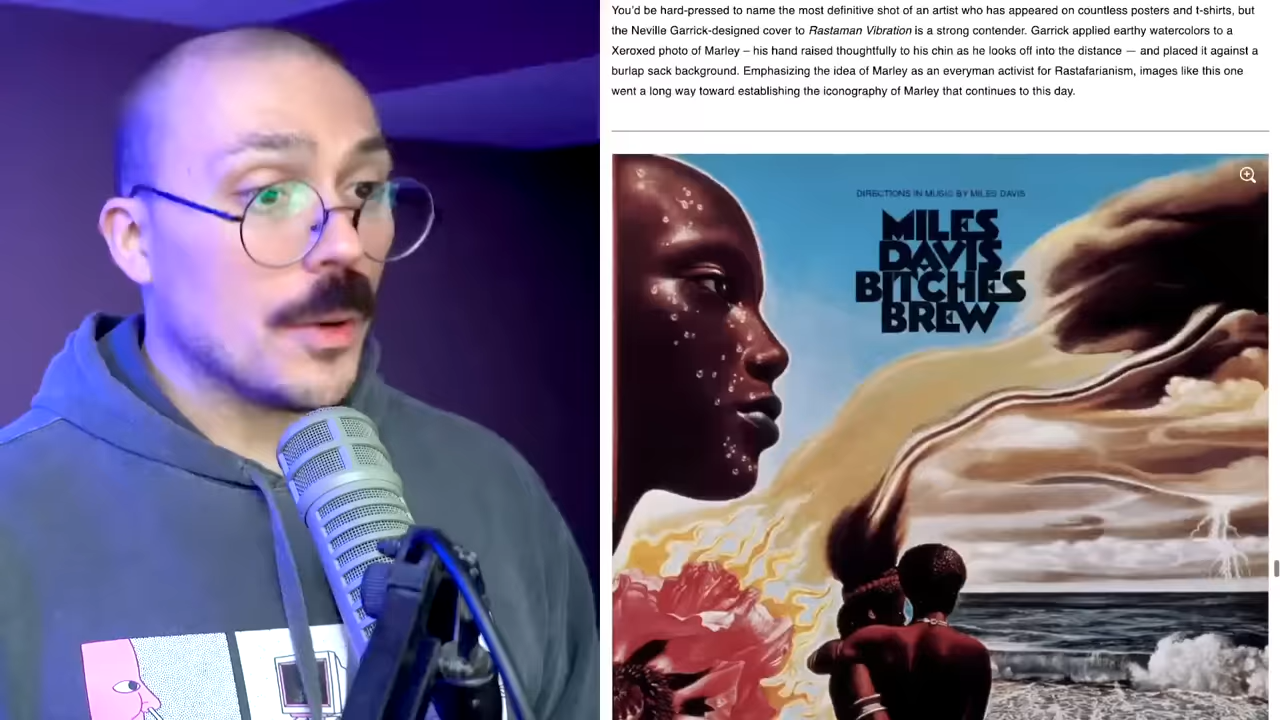 You'd be hard-pressed to name the most definitive shot of an artist who has appeared on countless posters and t-shirts, but
the Neville Garrick-designed cover to Rastaman Vibration is a strong contender. Garrick applied earthy watercolors to a
Xeroxed photo of Marley – his hand raised thoughtfully to his chin as he looks off into the distance — and placed it against a
burlap sack background. Emphasizing the idea of Marley as an everyman activist for Rastafarianism, images like this one
went a long way toward establishing the iconography of Marley that continues to this day.
DIRECTIONS IN MUSIC BY MILES DAVIS
MILES
DAVIS
BITCHES
BREW